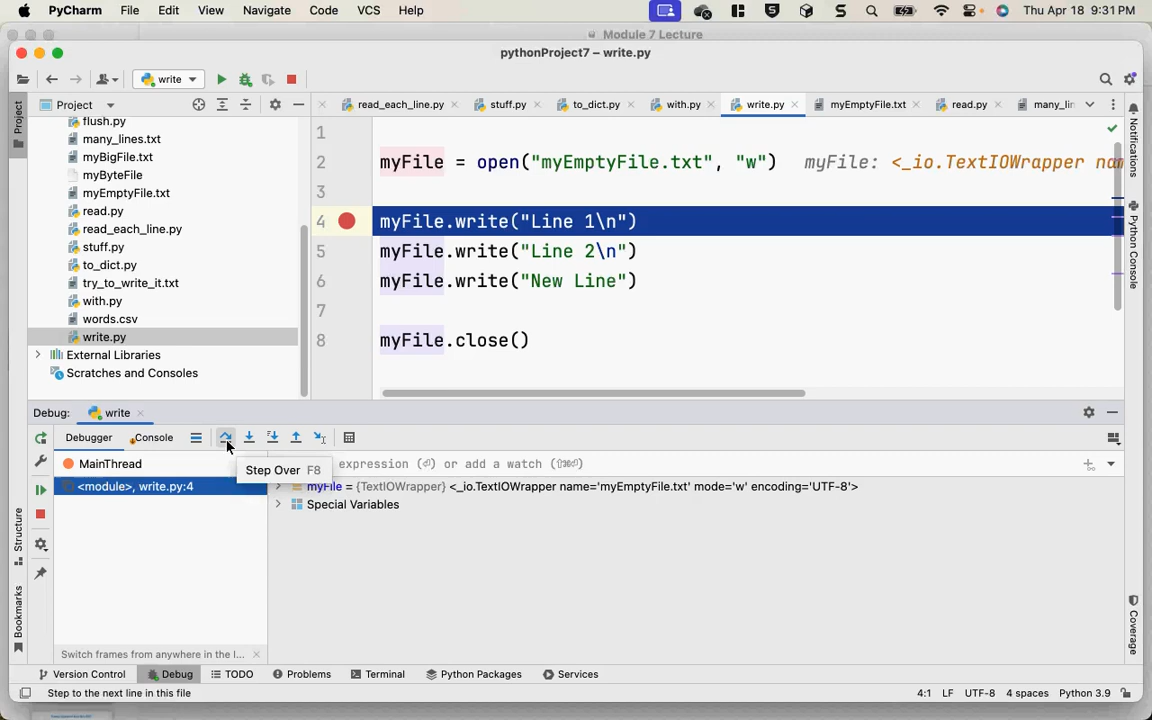 PyCharm File Edit View Navigate Code VCS Help Thu Apr 18 9:31 PM
Module 7 Lecture
pythonProject7 – write.py
write
Project
read_each_line.py stuff.py to_dict.py with.py write.py myEmptyFile.txt read.py many_lin
Project
flush.py
many_lines.txt
myBigFile.txt
myByteFile
myEmptyFile.txt
read.py
read_each_line.py
stuff.py
to_dict.py
try_to_write_it.txt
with.py
words.csv
write.py
External Libraries
Scratches and Consoles
1
2 myFile = open("myEmptyFile.txt", "w") myFile: <_io.TextIOWrapper nam
3
4 myFile.write("Line 1\n")
5 myFile.write("Line 2\n")
6 myFile.write("New Line")
7
8 myFile.close()
Notifications
Python Console
Coverage
Debug: write
Debugger Console
MainThread
expression (⏎) or add a watch (⇧⌘⏎)
Step Over F8
<module>, write.py:4
myFile = {TextIOWrapper} <_io.TextIOWrapper name='myEmptyFile.txt' mode='w' encoding='UTF-8'>
Special Variables
Structure
Bookmarks
Switch frames from anywhere in the I...
Version Control Debug TODO Problems Terminal Python Packages Services
Step to the next line in this file 4:1 LF UTF-8 4 spaces Python 3.9